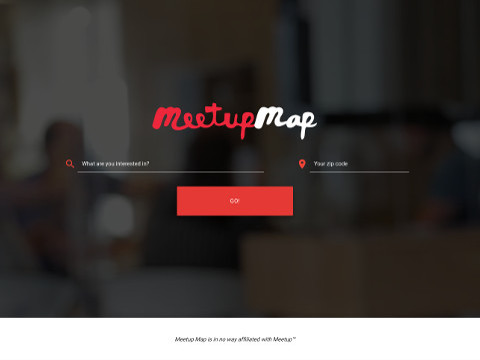 MeetupMap
What are you interested in?
Your zip code
GO!
Meetup Map is in no way affiliated with Meetup™